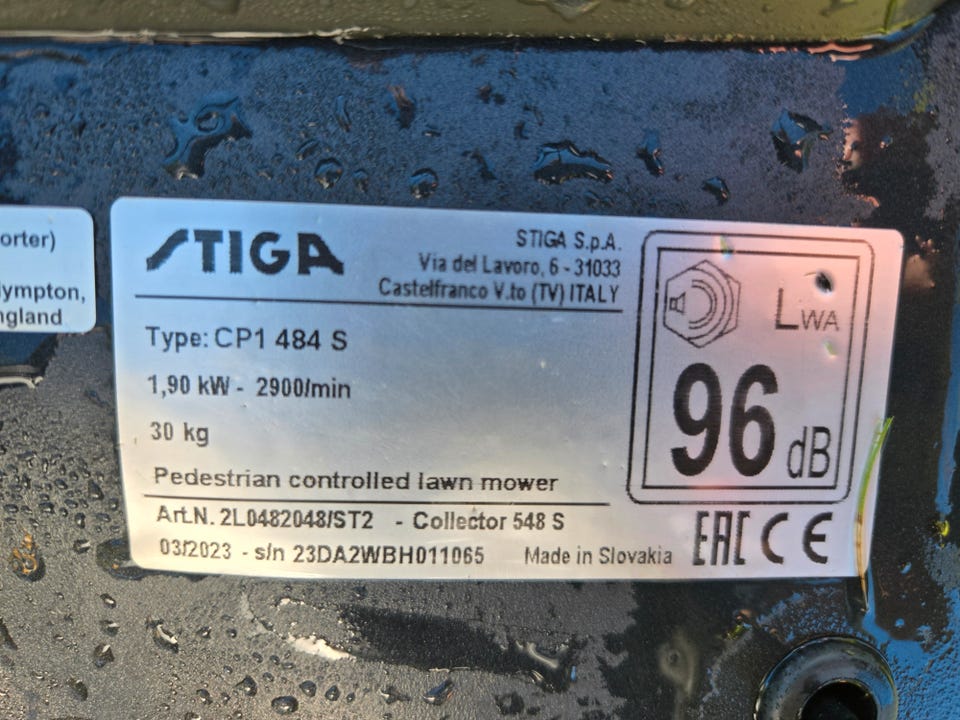 orter)
lympton,
ngland
STIGA
STIGA S.p.A.
Via del Lavoro, 6 - 31033
Castelfranco V.to (TV) ITALY
Type: CP1 484 S
1,90 kW - 2900/min
30 kg
Pedestrian controlled lawn mower
Art.N. 2L0482048/ST2 - Collector 548 S
03/2023 - s/n 23DA2WBH011065 Made in Slovakia
LWA
96 dB
EAC CE